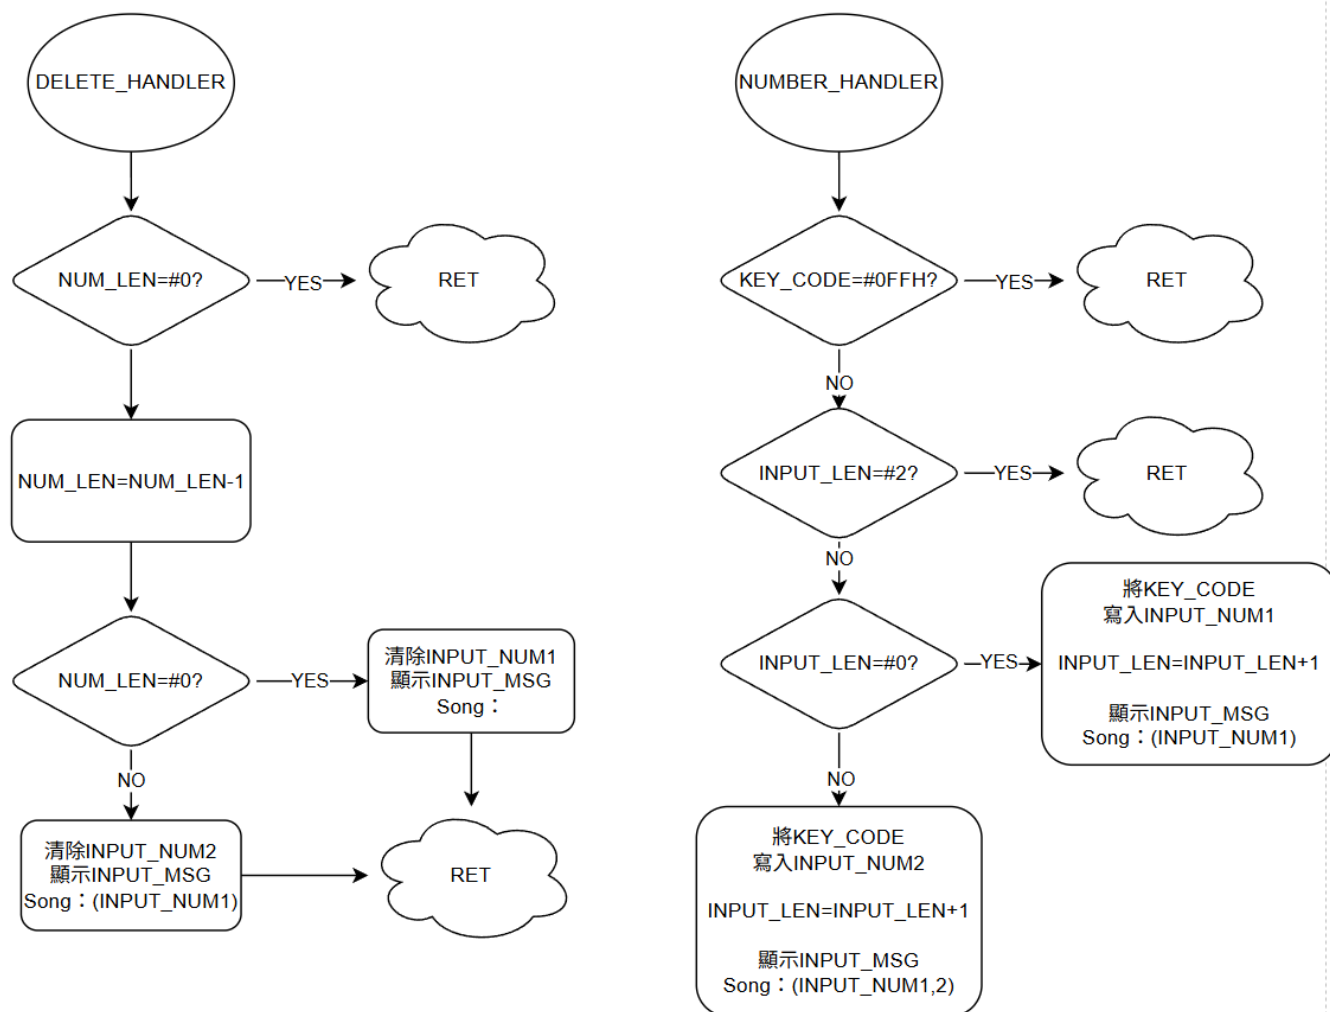 DELETE_HANDLER
NUM_LEN=#0?
YES
RET
NUM_LEN=NUM_LEN-1
NUM_LEN=#0?
YES
清除INPUT_NUM1
顯示INPUT_MSG
Song：
NO
清除INPUT_NUM2
顯示INPUT_MSG
Song：(INPUT_NUM1)
RET
NUMBER_HANDLER
KEY_CODE=#0FFH?
YES
RET
NO
INPUT_LEN=#2?
YES
RET
NO
INPUT_LEN=#0?
YES
將KEY_CODE
寫入INPUT_NUM1
INPUT_LEN=INPUT_LEN+1
顯示INPUT_MSG
Song：(INPUT_NUM1)
NO
將KEY_CODE
寫入INPUT_NUM2
INPUT_LEN=INPUT_LEN+1
顯示INPUT_MSG
Song：(INPUT_NUM1,2)